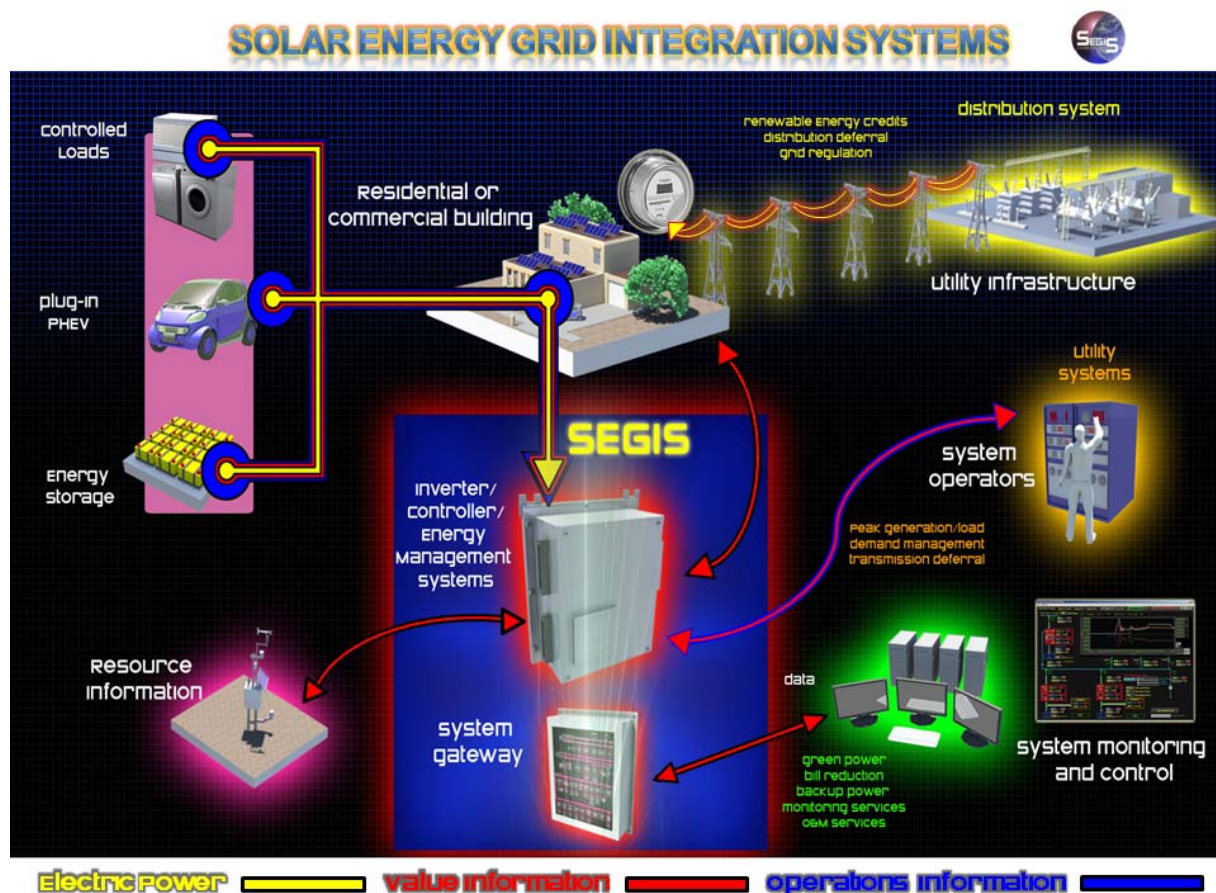 SOLAR ENERGY GRID INTEGRATION SYSTEMS
SEGIS
CONTROLLED
LOADS
RESIDENTIAL OR
COMMERCIAL BUILDING
RENEWABLE ENERGY CREDITS
DISTRIBUTION DEFERRAL
GRID REGULATION
DISTRIBUTION SYSTEM
UTILITY INFRASTRUCTURE
PLUG-IN
PHEV
ENERGY
STORAGE
SEGIS
INVERTER/
CONTROLLER/
ENERGY
MANAGEMENT
SYSTEMS
UTILITY
SYSTEMS
SYSTEM
OPERATORS
PEAK GENERATION/LOAD
DEMAND MANAGEMENT
TRANSMISSION DEFERRAL
RESOURCE
INFORMATION
SYSTEM
GATEWAY
DATA
GREEN POWER
BILL REDUCTION
BACKUP POWER
MONITORING SERVICES
O&M SERVICES
SYSTEM MONITORING
AND CONTROL
ELECTRIC POWER
VALUE INFORMATION
OPERATIONS INFORMATION